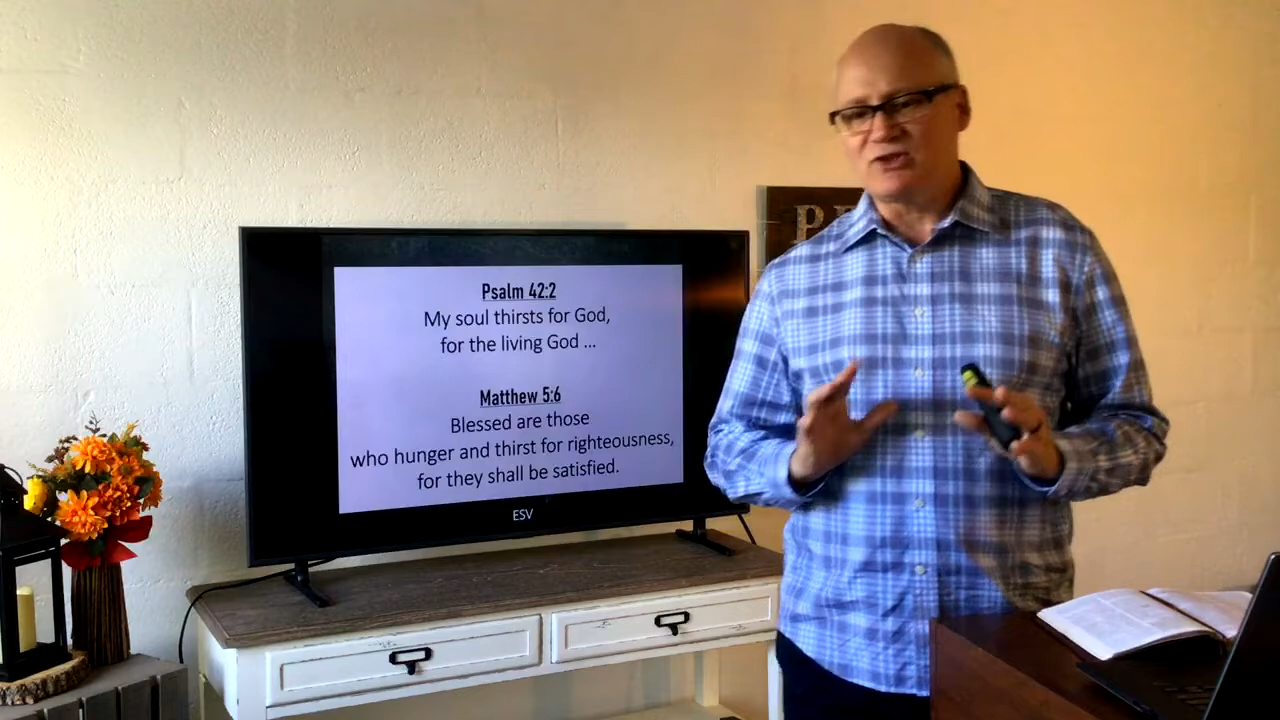 Psalm 42:2
My soul thirsts for God,
for the living God ...
Matthew 5:6
Blessed are those
who hunger and thirst for righteousness,
for they shall be satisfied.
ESV